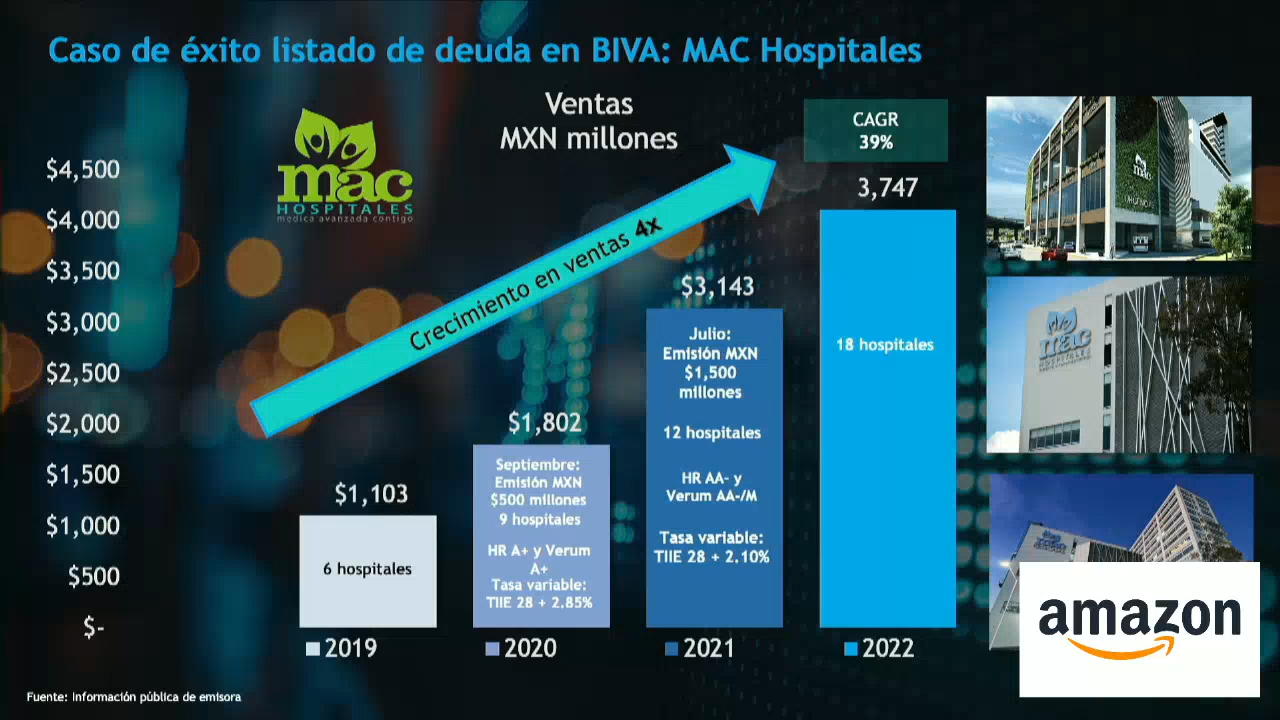 Caso de éxito listado de deuda en BIVA: MAC Hospitales
Ventas
MXN millones
CAGR
39%
mac
HOSPITALES
médica avanzada contigo
$4,500
$4,000
$3,500
$3,000
$2,500
$2,000
$1,500
$1,000
$500
$-
Crecimiento en ventas 4x
$1,103
6 hospitales
$1,802
Septiembre:
Emisión MXN
$500 millones
9 hospitales
HR A+ y Verum
A+
Tasa variable:
TIIE 28 + 2.85%
$3,143
Julio:
Emisión MXN
$1,500
millones
12 hospitales
HR AA- y
Verum AA-/M
Tasa variable:
TIIE 28 + 2.10%
3,747
18 hospitales
2019
2020
2021
2022
mac
mac
HOSPITALES
amazon
Fuente: Información pública de emisora